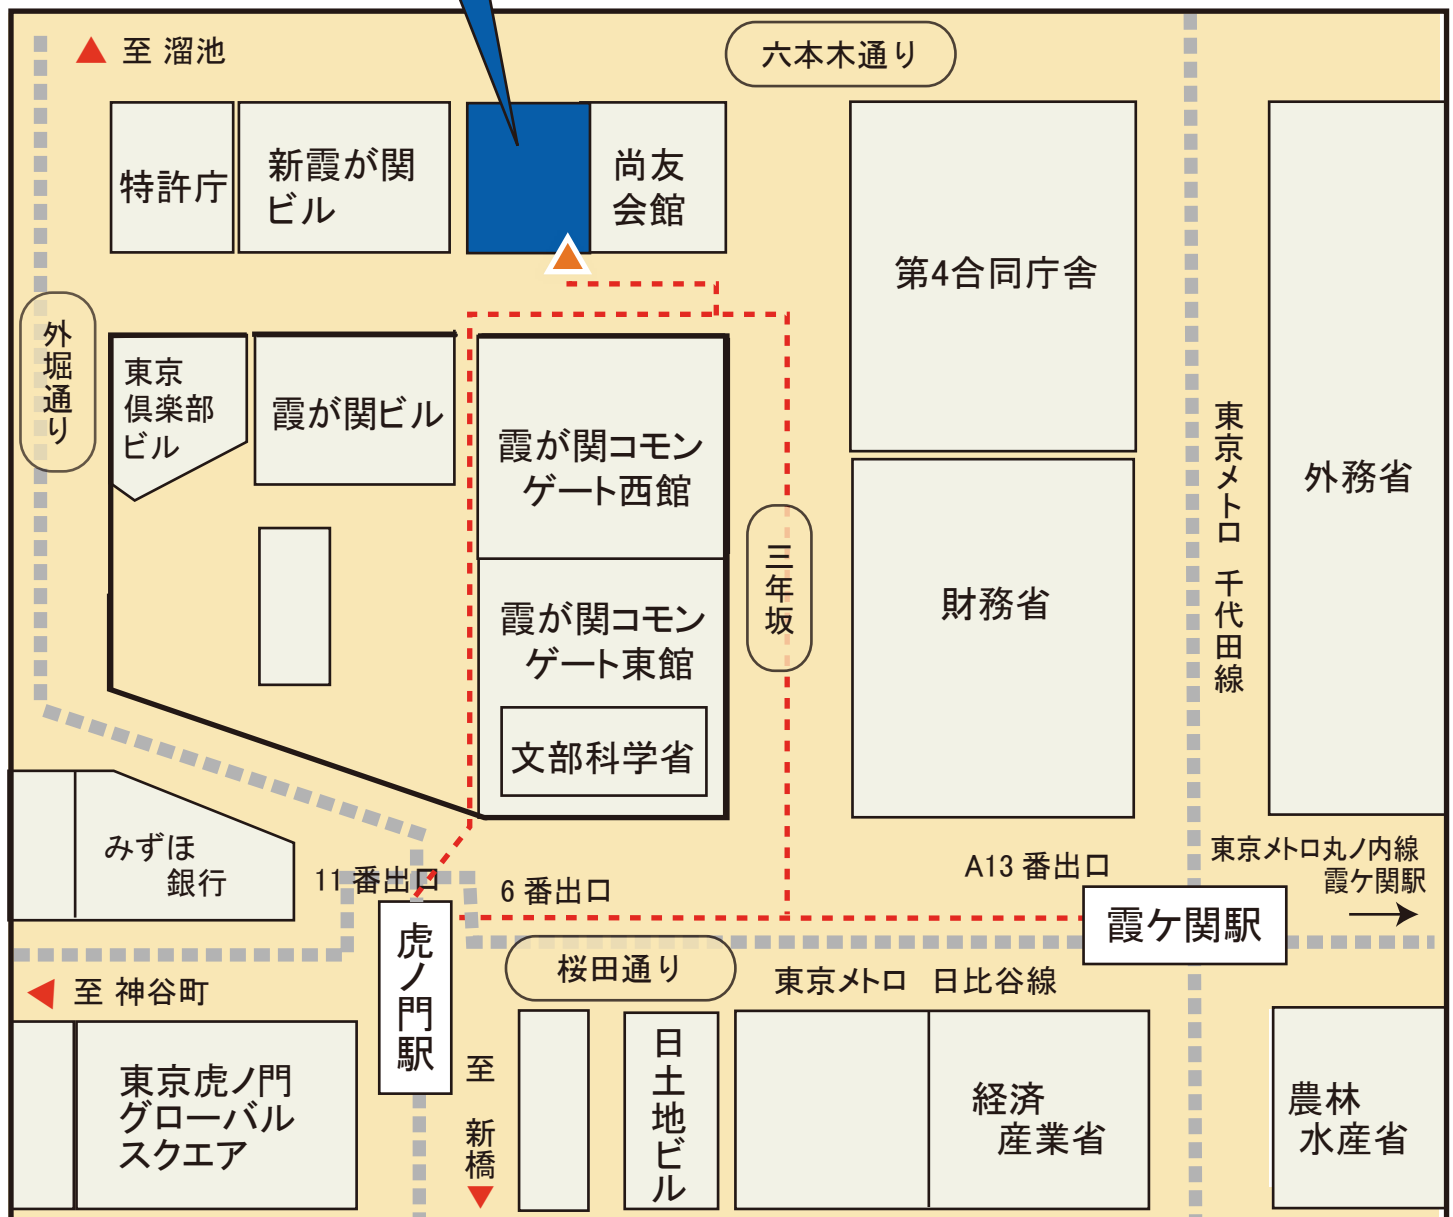 至 溜池
六本木通り
特許庁
新霞が関
ビル
尚友
会館
第4合同庁舎
外堀通り
東京
倶楽部
ビル
霞が関ビル
霞が関コモン
ゲート西館
東京メトロ 千代田線
外務省
三年坂
財務省
霞が関コモン
ゲート東館
文部科学省
みずほ
銀行
11 番出口
6 番出口
A13 番出口
東京メトロ丸ノ内線
霞ケ関駅
霞ケ関駅
虎ノ門駅
桜田通り
東京メトロ 日比谷線
至 神谷町
至 新橋
日土地ビル
東京虎ノ門
グローバル
スクエア
経済
産業省
農林
水産省